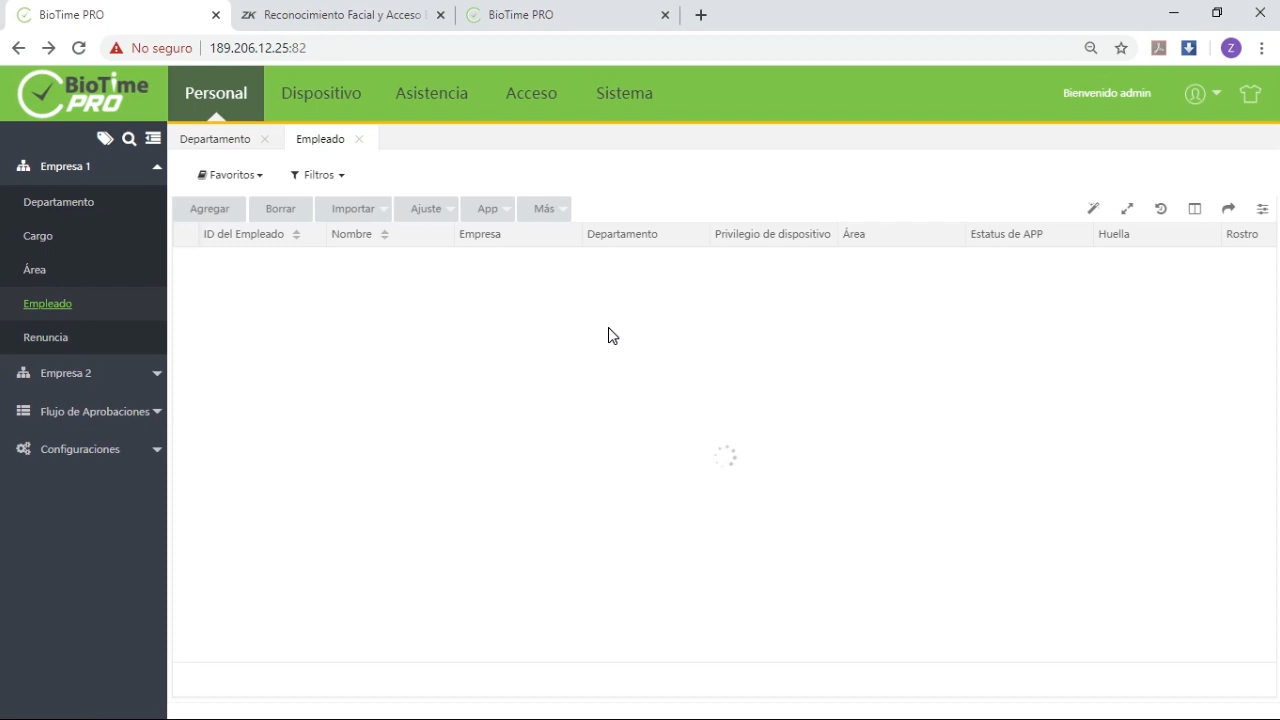 BioTime PRO
ZK Reconocimiento Facial y Acceso
BioTime PRO
No seguro
189.206.12.25:82
Z
BioTime PRO
Personal
Dispositivo
Asistencia
Acceso
Sistema
Bienvenido admin
Departamento
Empleado
Empresa 1
Favoritos
Filtros
Departamento
Agregar
Borrar
Importar
Ajuste
App
Más
Cargo
ID del Empleado
Nombre
Empresa
Departamento
Privilegio de dispositivo
Área
Estatus de APP
Huella
Rostro
Área
Empleado
Renuncia
Empresa 2
Flujo de Aprobaciones
Configuraciones